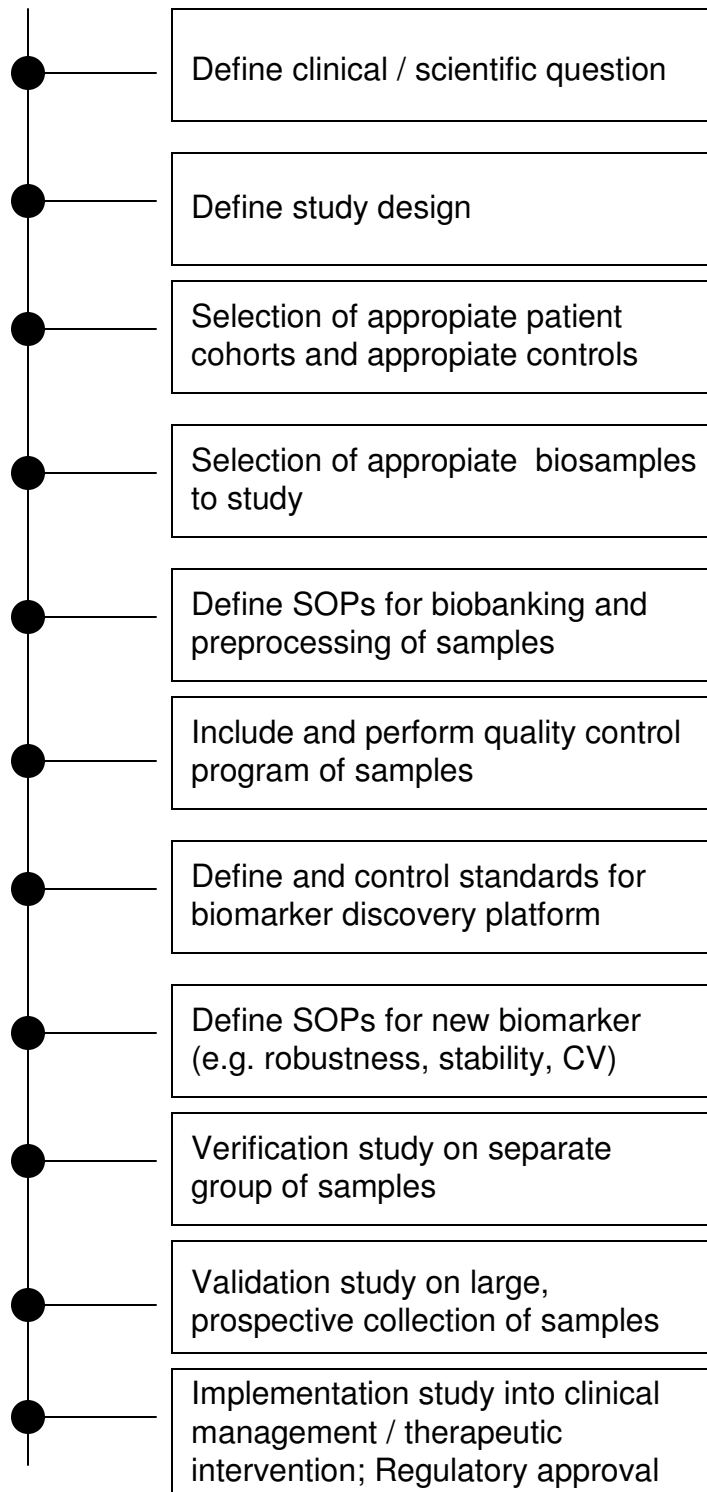 Define clinical / scientific question
Define study design
Selection of appropiate patient
cohorts and appropiate controls
Selection of appropiate  biosamples
to study
Define SOPs for biobanking and
preprocessing of samples
Include and perform quality control
program of samples
Define and control standards for
biomarker discovery platform
Define SOPs for new biomarker
(e.g. robustness, stability, CV)
Verification study on separate
group of samples
Validation study on large,
prospective collection of samples
Implementation study into clinical
management / therapeutic
intervention; Regulatory approval